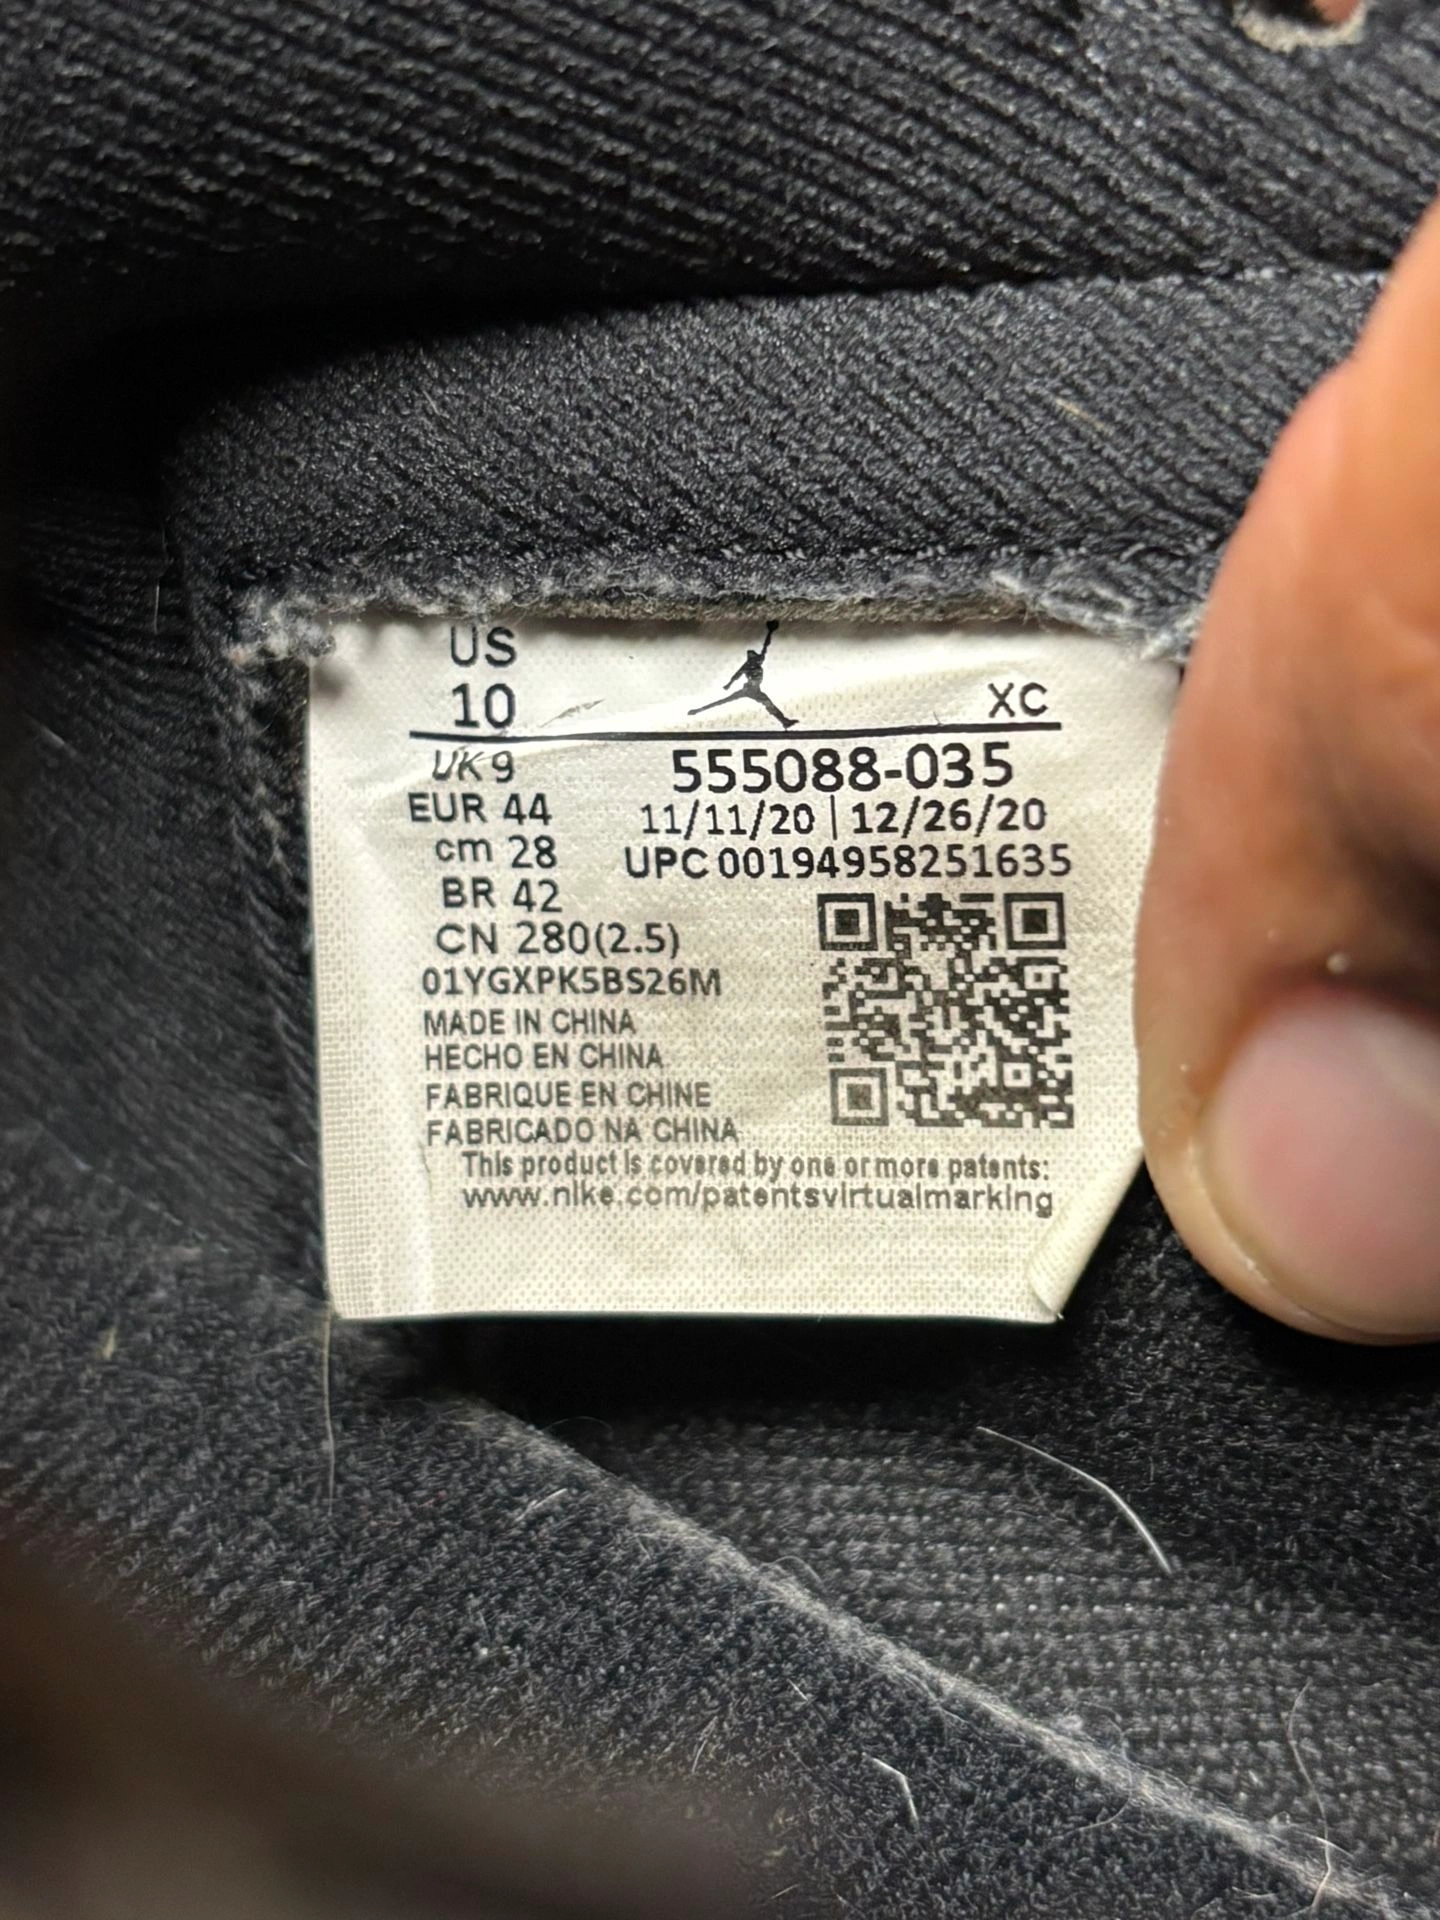 US
10 XC
UK 9 555088-035
EUR 44 11/11/20 | 12/26/20
cm 28 UPC 00194958251635
BR 42
CN 280(2.5)
01YGXPK5BS26M
MADE IN CHINA
HECHO EN CHINA
FABRIQUE EN CHINE
FABRICADO NA CHINA
This product is covered by one or more patents:
www.nike.com/patentsvirtualmarking